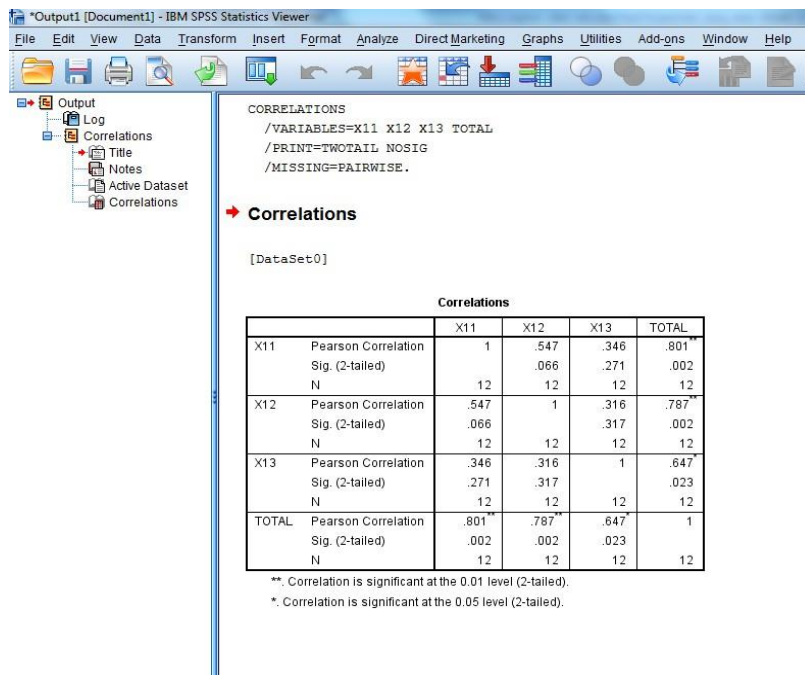 *Output1 [Document1] - IBM SPSS Statistics Viewer
File Edit View Data Transform Insert Format Analyze Direct Marketing Graphs Utilities Add-ons Window Help
Output
Log
Correlations
Title
Notes
Active Dataset
Correlations
CORRELATIONS
/VARIABLES=X11 X12 X13 TOTAL
/PRINT=TWOTAIL NOSIG
/MISSING=PAIRWISE.
Correlations
[DataSet0]
Correlations
X11 X12 X13 TOTAL
X11 Pearson Correlation 1 .547 .346 .801**
Sig. (2-tailed) .066 .271 .002
N 12 12 12 12
X12 Pearson Correlation .547 1 .316 .787**
Sig. (2-tailed) .066 .317 .002
N 12 12 12 12
X13 Pearson Correlation .346 .316 1 .647*
Sig. (2-tailed) .271 .317 .023
N 12 12 12 12
TOTAL Pearson Correlation .801** .787** .647* 1
Sig. (2-tailed) .002 .002 .023
N 12 12 12 12
**. Correlation is significant at the 0.01 level (2-tailed).
*. Correlation is significant at the 0.05 level (2-tailed).